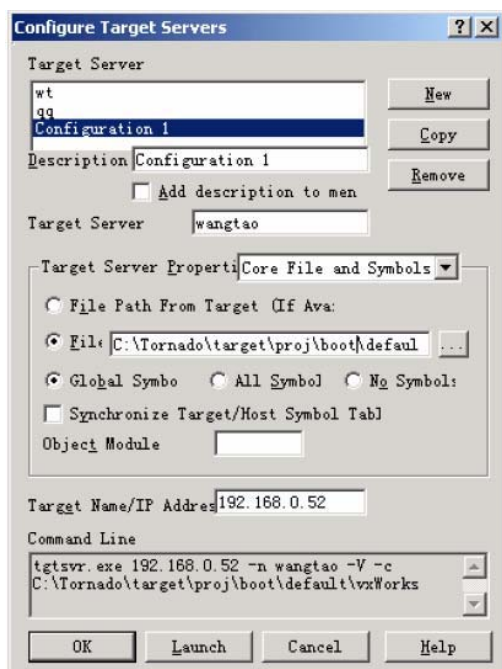 Configure Target Servers
Target Server
wt
qq
Configuration 1
New
Copy
Remove
Description Configuration 1
Add description to men
Target Server wangtao
Target Server Properti Core File and Symbols
File Path From Target (If Ava:
File C:\Tornado\target\proj\boot\defaul ...
Global Symbo All Symbol No Symbols
Synchronize Target/Host Symbol Tabl
Object Module
Target Name/IP Addres 192.168.0.52
Command Line
tgtsvr.exe 192.168.0.52 -n wangtao -V -c
C:\Tornado\target\proj\boot\default\vxWorks
OK Launch Cancel Help